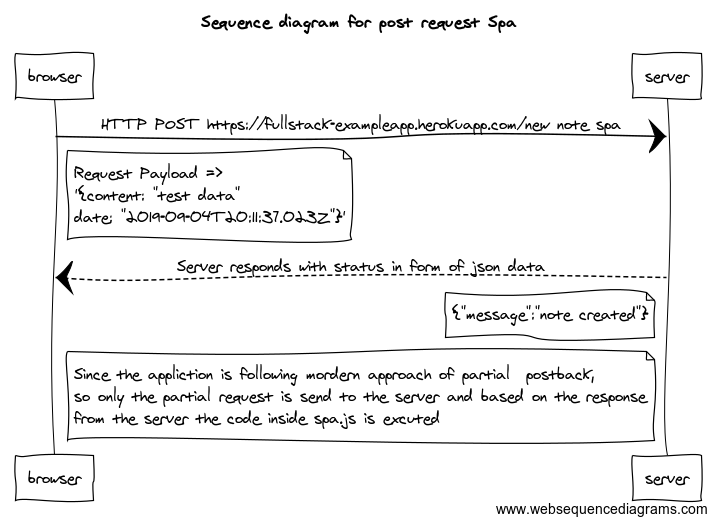 Sequence diagram for post request Spa
browser
server
HTTP POST https://fullstack-exampleapp.herokuapp.com/new note spa
Request Payload =>
'{content: "test data"
date: "2019-09-04T20:11:37.023Z"}'
Server responds with status in form of json data
{"message":"note created"}
Since the appliction is following mordern approach of partial postback,
so only the partial request is send to the server and based on the response
from the server the code inside spa.js is excuted
browser
server
www.websequencediagrams.com